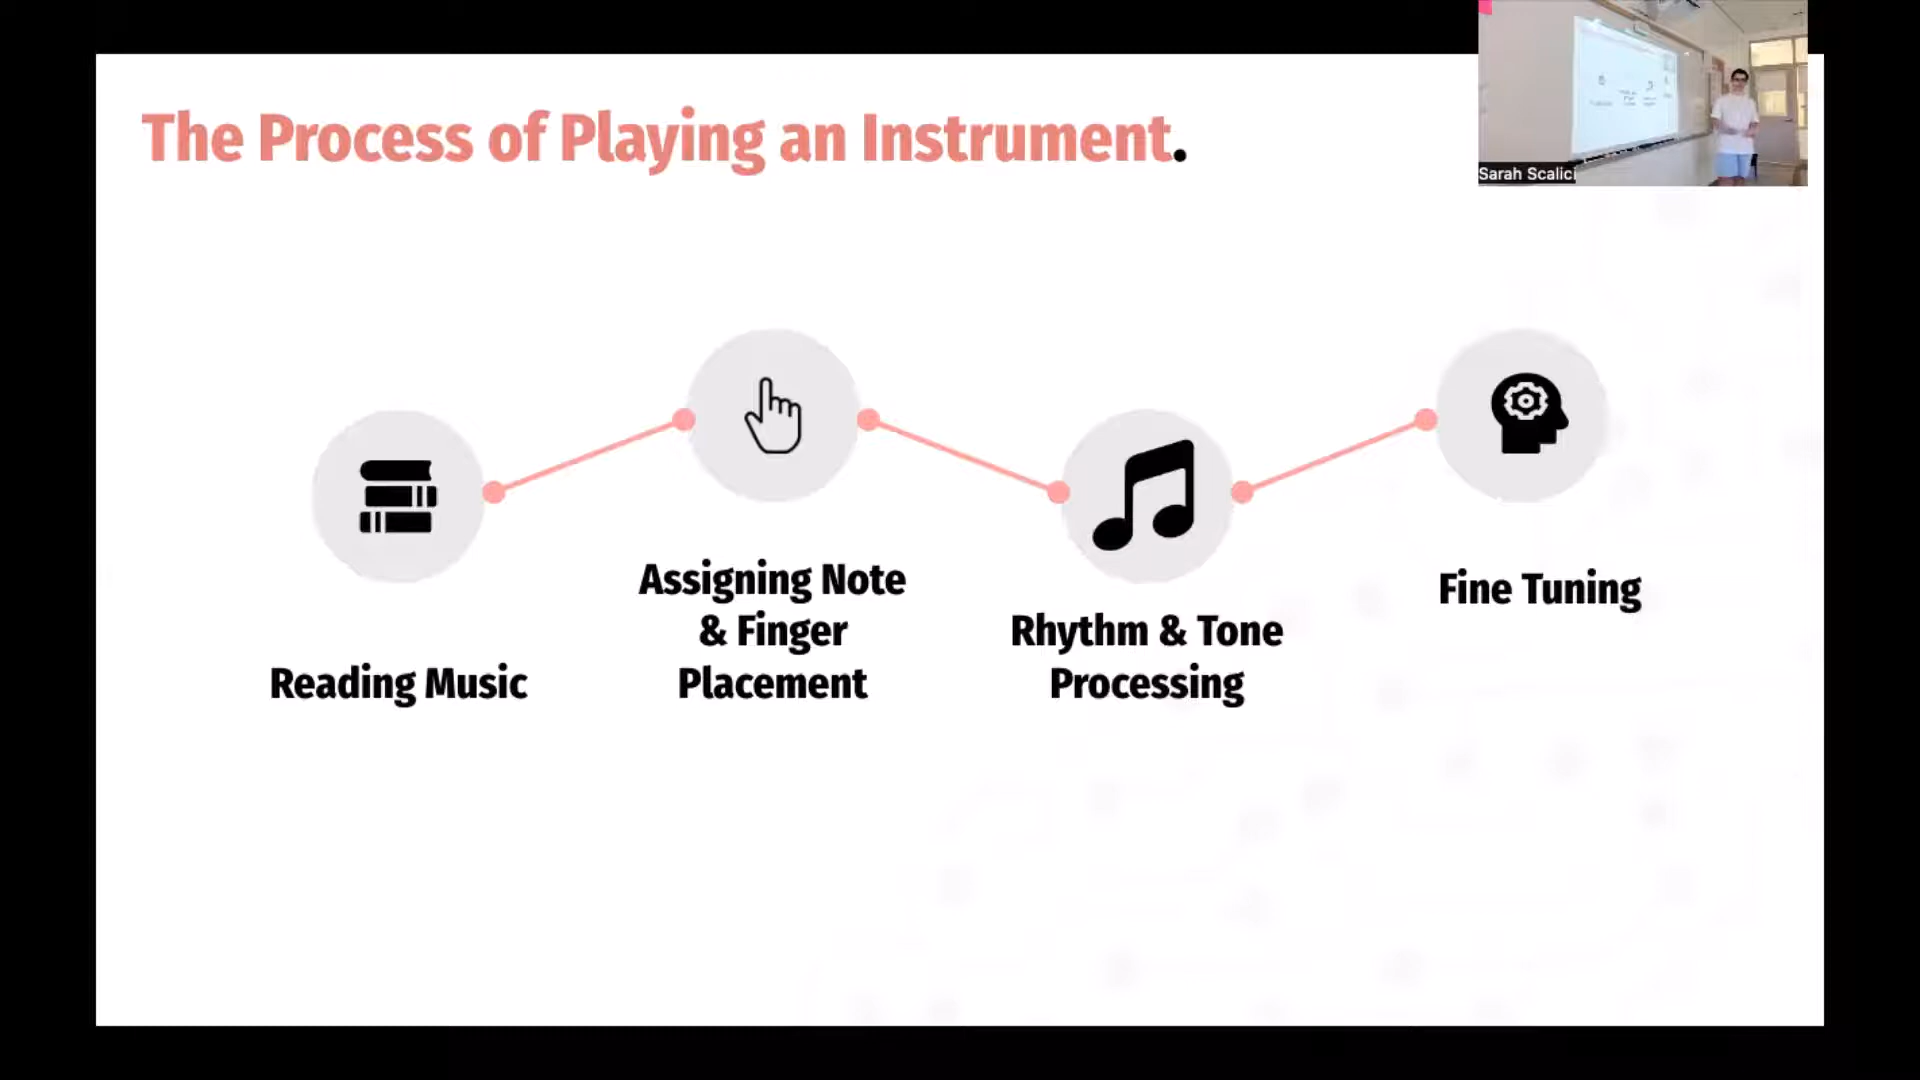 The Process of Playing an Instrument.
Sarah Scalici
Reading Music
Assigning Note
& Finger
Placement
Rhythm & Tone
Processing
Fine Tuning